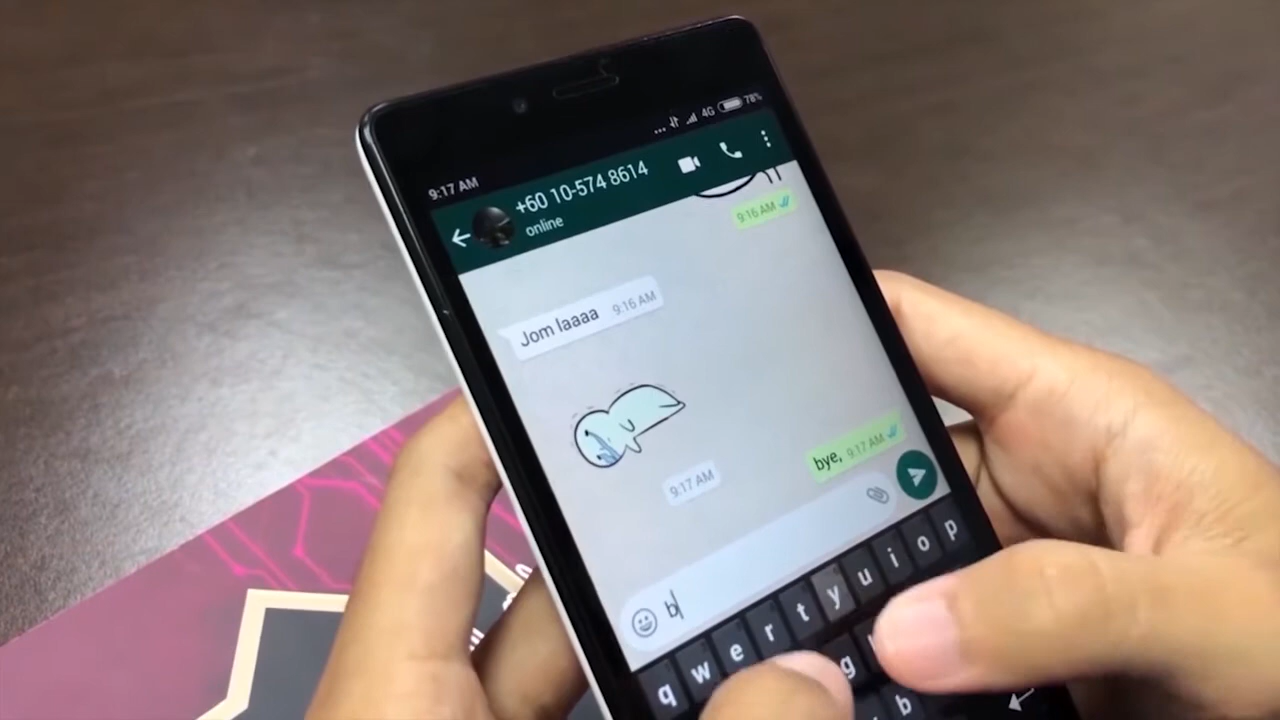 9:17 AM
4G 78%
+60 10-574 8614
online
9:16 AM
Jom laaaa 9:16 AM
9:17 AM
bye, 9:17 AM
b
q w e r t y u i o p
g
b